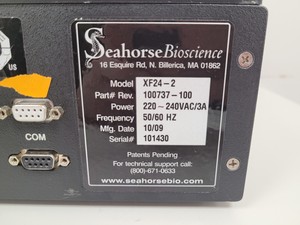 Seahorse Bioscience
16 Esquire Rd, N. Billerica, MA 01862
Model XF24-2
Part# Rev. 100737-100
Power 220~240VAC/3A
Frequency 50/60 HZ
Mfg. Date 10/09
Serial# 101430
Patents Pending
For technical support call:
(800)-671-0633
www.seahorsebio.com
US
COM